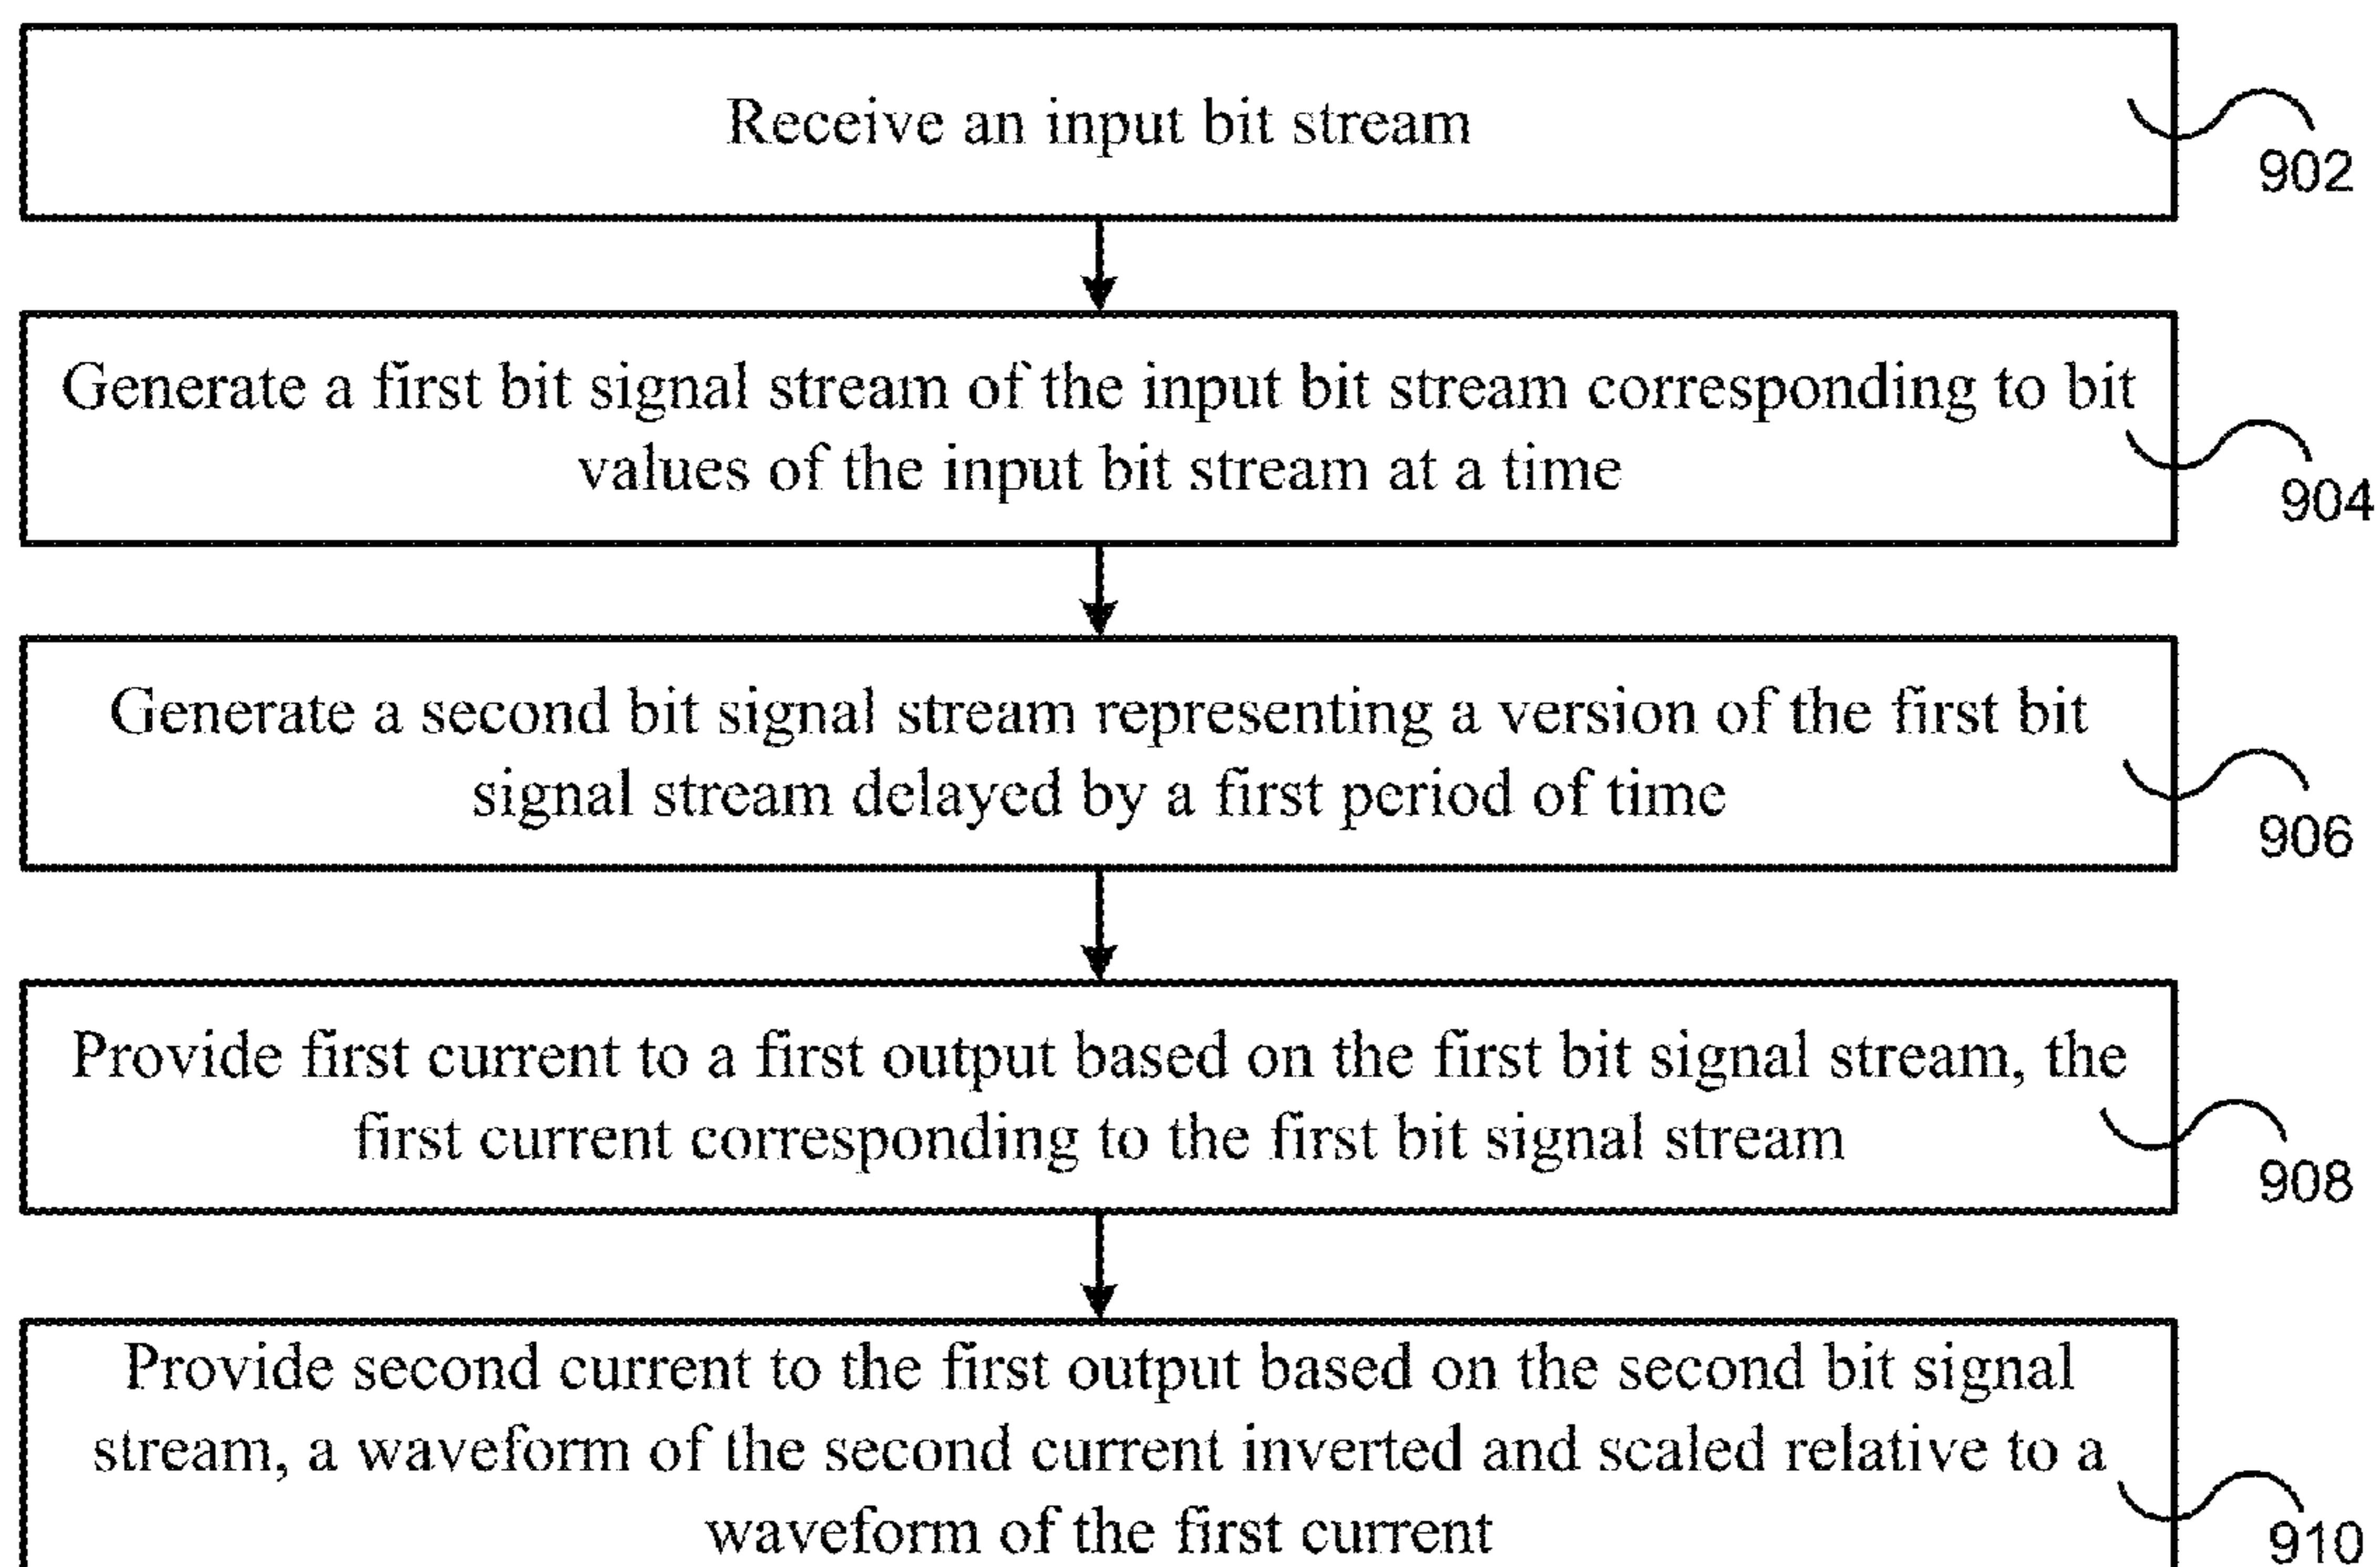 Receive an input bit stream
902
Generate a first bit signal stream of the input bit stream corresponding to bit
values of the input bit stream at a time
904
Generate a second bit signal stream representing a version of the first bit
signal stream delayed by a first period of time
906
Provide first current to a first output based on the first bit signal stream, the
first current corresponding to the first bit signal stream
908
Provide second current to the first output based on the second bit signal
stream, a waveform of the second current inverted and scaled relative to a
waveform of the first current
910